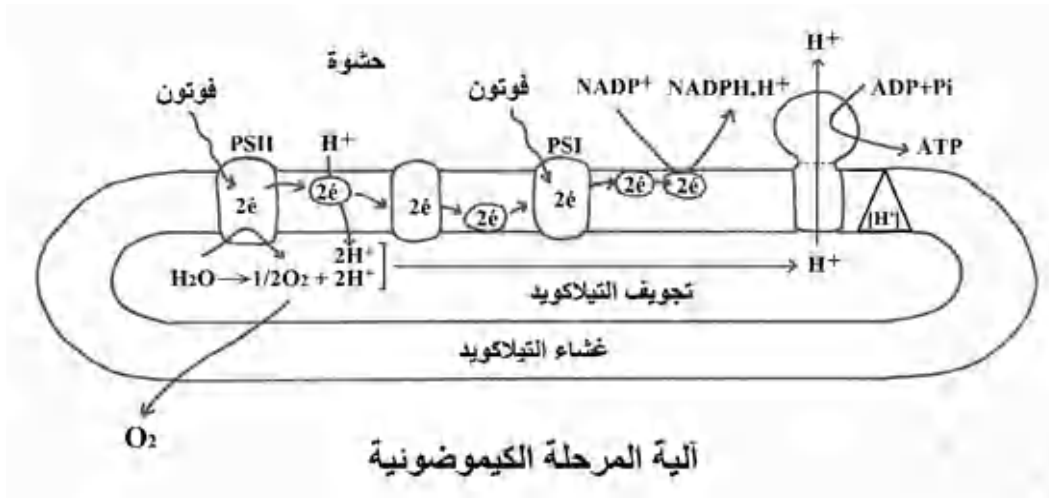 حشوة
H+
فوتون
فوتون
NADP+ NADPH.H+
ADP+Pi
PSII
H+
PSI
ATP
2é
2é
2é
2é
2é
2é
2é
[H+]
2H+
H2O → 1/2O2 + 2H+
H+
تجويف التيلاكويد
غشاء التيلاكويد
O2
آلية المرحلة الكيموضوئية